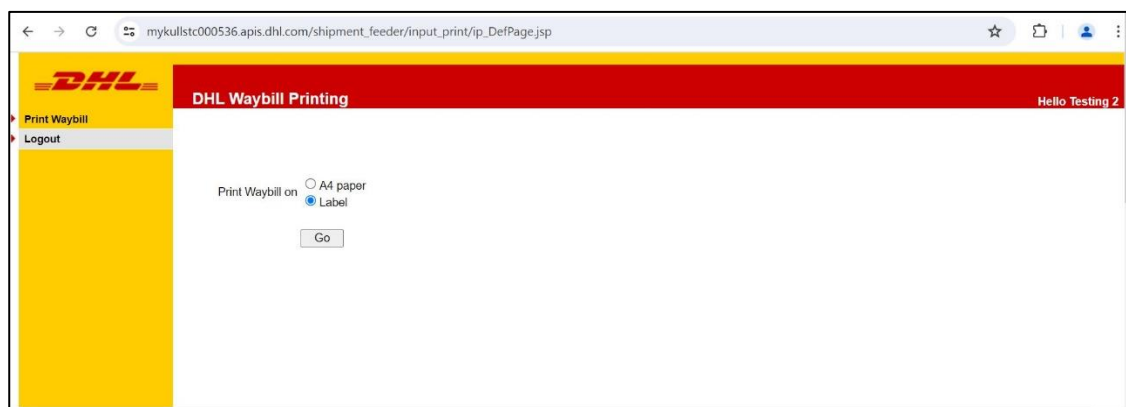 mykullstc000536.apis.dhl.com/shipment_feeder/input_print/ip_DefPage.jsp
DHL
DHL Waybill Printing
Hello Testing 2
Print Waybill
Logout
Print Waybill on
A4 paper
Label
Go